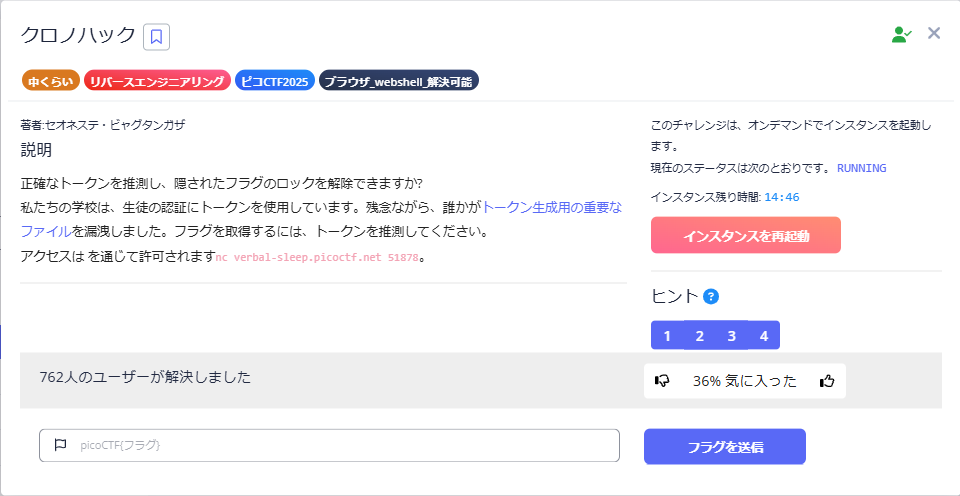 クロノハック
中くらい リバースエンジニアリング ピコCTF2025 ブラウザ_webshell_解決可能
著者:セオネステ・ビャグタンガザ
説明
正確なトークンを推測し、隠されたフラグのロックを解除できますか?
私たちの学校は、生徒の認証にトークンを使用しています。残念ながら、誰かがトークン生成用の重要な
ファイルを漏洩しました。フラグを取得するには、トークンを推測してください。
アクセスは を通じて許可されますnc verbal-sleep.picoctf.net 51878。
このチャレンジは、オンデマンドでインスタンスを起動し
ます。
現在のステータスは次のとおりです。 RUNNING
インスタンス残り時間: 14:46
インスタンスを再起動
ヒント ?
1 2 3 4
762人のユーザーが解決しました
36% 気に入った
picoCTF{フラグ}
フラグを送信